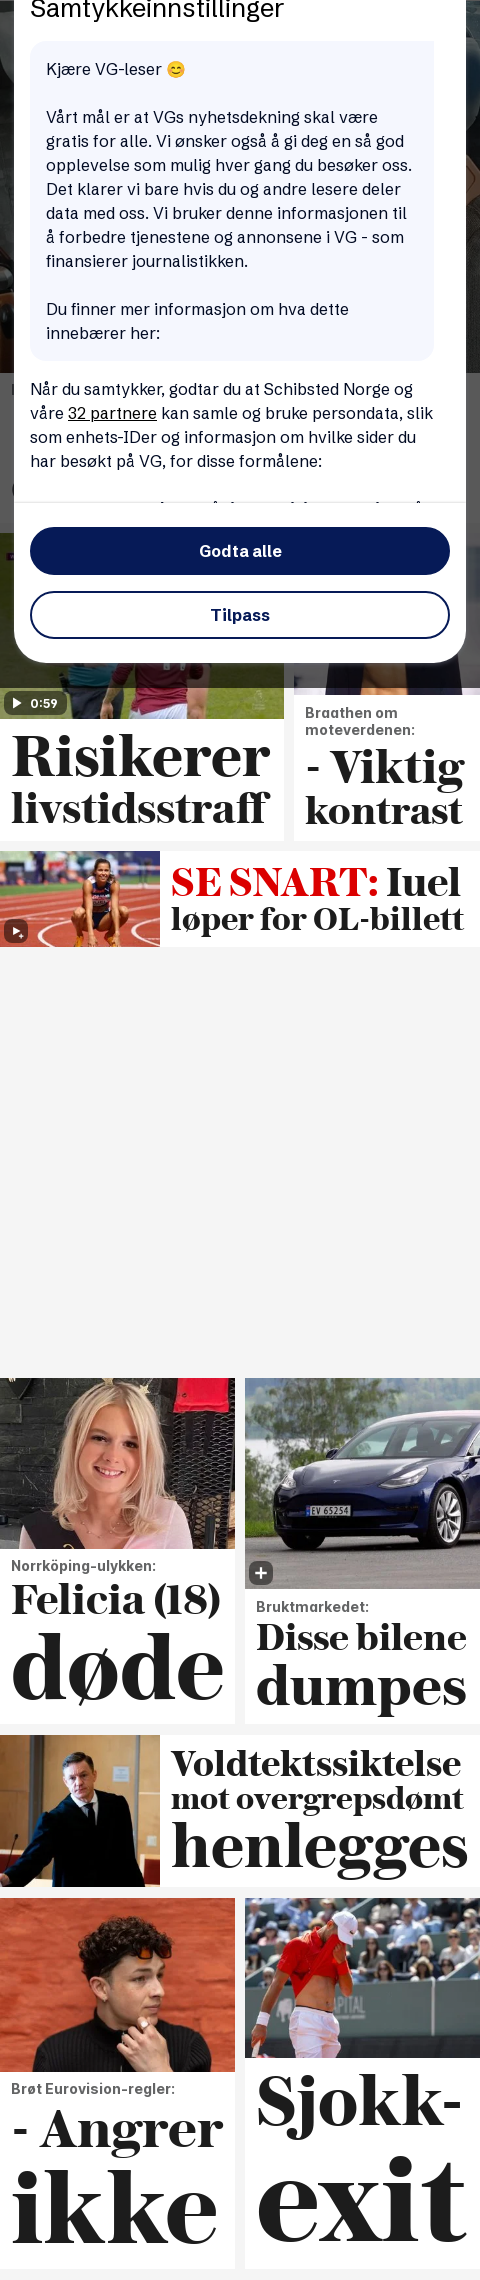 Samtykkeinnstillinger
Kjære VG-leser 😊
Vårt mål er at VGs nyhetsdekning skal være
gratis for alle. Vi ønsker også å gi deg en så god
opplevelse som mulig hver gang du besøker oss.
Det klarer vi bare hvis du og andre lesere deler
data med oss. Vi bruker denne informasjonen til
å forbedre tjenestene og annonsene i VG - som
finansierer journalistikken.
Du finner mer informasjon om hva dette
innebærer her:
Når du samtykker, godtar du at Schibsted Norge og
våre 32 partnere kan samle og bruke persondata, slik
som enhets-IDer og informasjon om hvilke sider du
har besøkt på VG, for disse formålene:
Godta alle
Tilpass
0:59
Risikerer
livstidsstraff
Braathen om
moteverdenen:
- Viktig
kontrast
SE SNART: Iuel
løper for OL-billett
EV 65254
Norrköping-ulykken:
Felicia (18)
døde
Bruktmarkedet:
Disse bilene
dumpes
Voldtektssiktelse
mot overgrepsdømt
henlegges
Brøt Eurovision-regler:
- Angrer
ikke
Sjokk-
exit